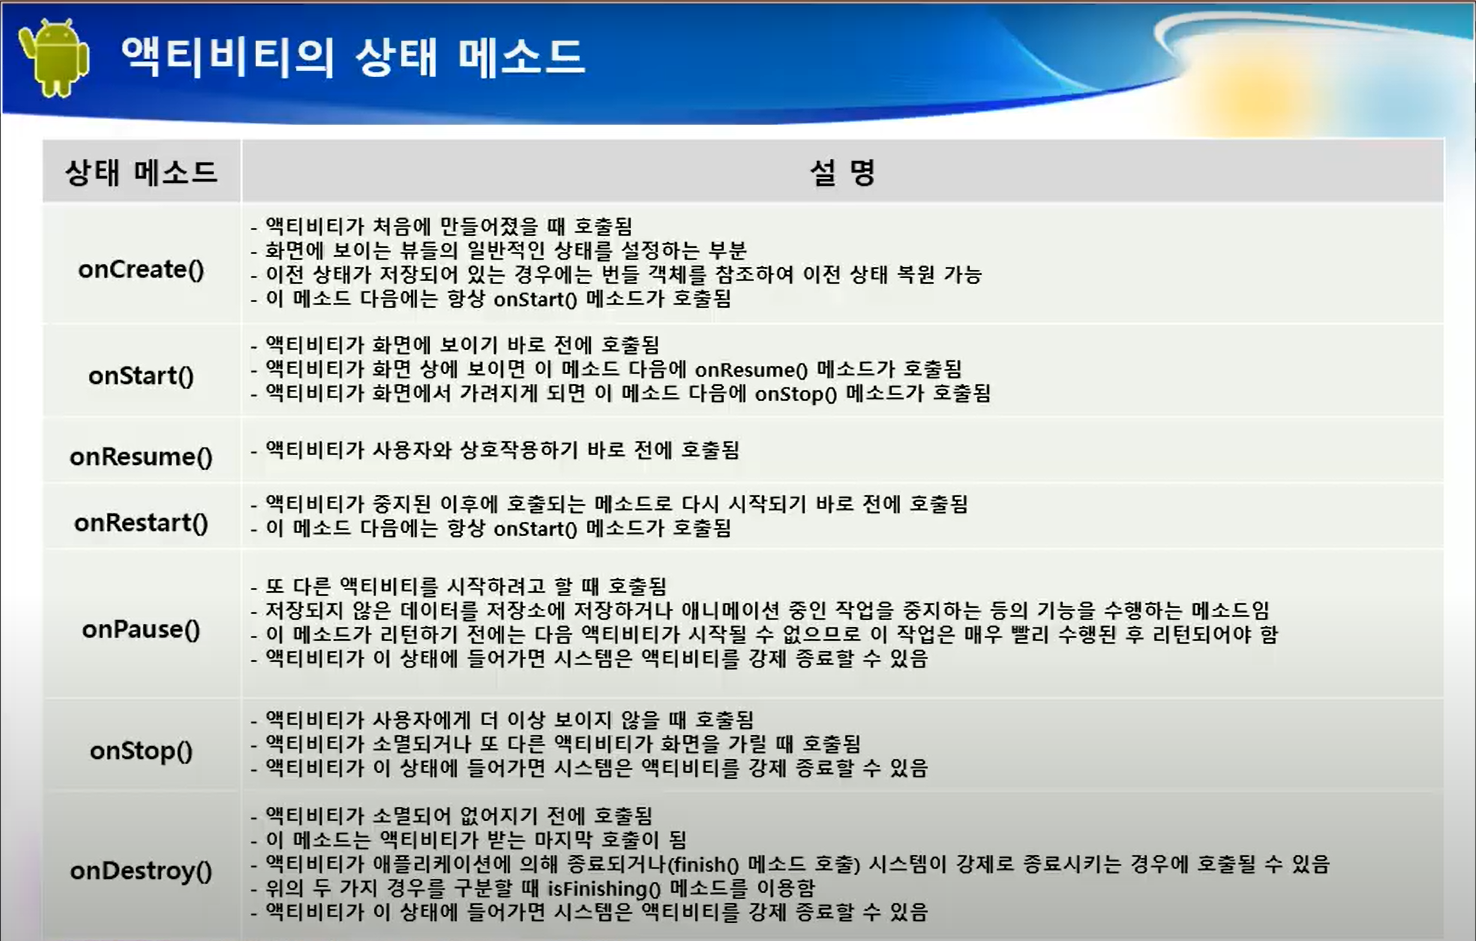 액티비티의 상태 메소드
상태 메소드
설 명
onCreate()
- 액티비티가 처음에 만들어졌을 때 호출됨
- 화면에 보이는 뷰들의 일반적인 상태를 설정하는 부분
- 이전 상태가 저장되어 있는 경우에는 번들 객체를 참조하여 이전 상태 복원 가능
- 이 메소드 다음에는 항상 onStart() 메소드가 호출됨
onStart()
- 액티비티가 화면에 보이기 바로 전에 호출됨
- 액티비티가 화면 상에 보이면 이 메소드 다음에 onResume() 메소드가 호출됨
- 액티비티가 화면에서 가려지게 되면 이 메소드 다음에 onStop() 메소드가 호출됨
onResume()
- 액티비티가 사용자와 상호작용하기 바로 전에 호출됨
onRestart()
- 액티비티가 중지된 이후에 호출되는 메소드로 다시 시작되기 바로 전에 호출됨
- 이 메소드 다음에는 항상 onStart() 메소드가 호출됨
onPause()
- 또 다른 액티비티를 시작하려고 할 때 호출됨
- 저장되지 않은 데이터를 저장소에 저장하거나 애니메이션 중인 작업을 중지하는 등의 기능을 수행하는 메소드임
- 이 메소드가 리턴하기 전에는 다음 액티비티가 시작될 수 없으므로 이 작업은 매우 빨리 수행된 후 리턴되어야 함
- 액티비티가 이 상태에 들어가면 시스템은 액티비티를 강제 종료할 수 있음
onStop()
- 액티비티가 사용자에게 더 이상 보이지 않을 때 호출됨
- 액티비티가 소멸되거나 또 다른 액티비티가 화면을 가릴 때 호출됨
- 액티비티가 이 상태에 들어가면 시스템은 액티비티를 강제 종료할 수 있음
onDestroy()
- 액티비티가 소멸되어 없어지기 전에 호출됨
- 이 메소드는 액티비티가 받는 마지막 호출이 됨
- 액티비티가 애플리케이션에 의해 종료되거나(finish() 메소드 호출) 시스템이 강제로 종료시키는 경우에 호출될 수 있음
- 위의 두 가지 경우를 구분할 때 isFinishing() 메소드를 이용함
- 액티비티가 이 상태에 들어가면 시스템은 액티비티를 강제 종료할 수 있음